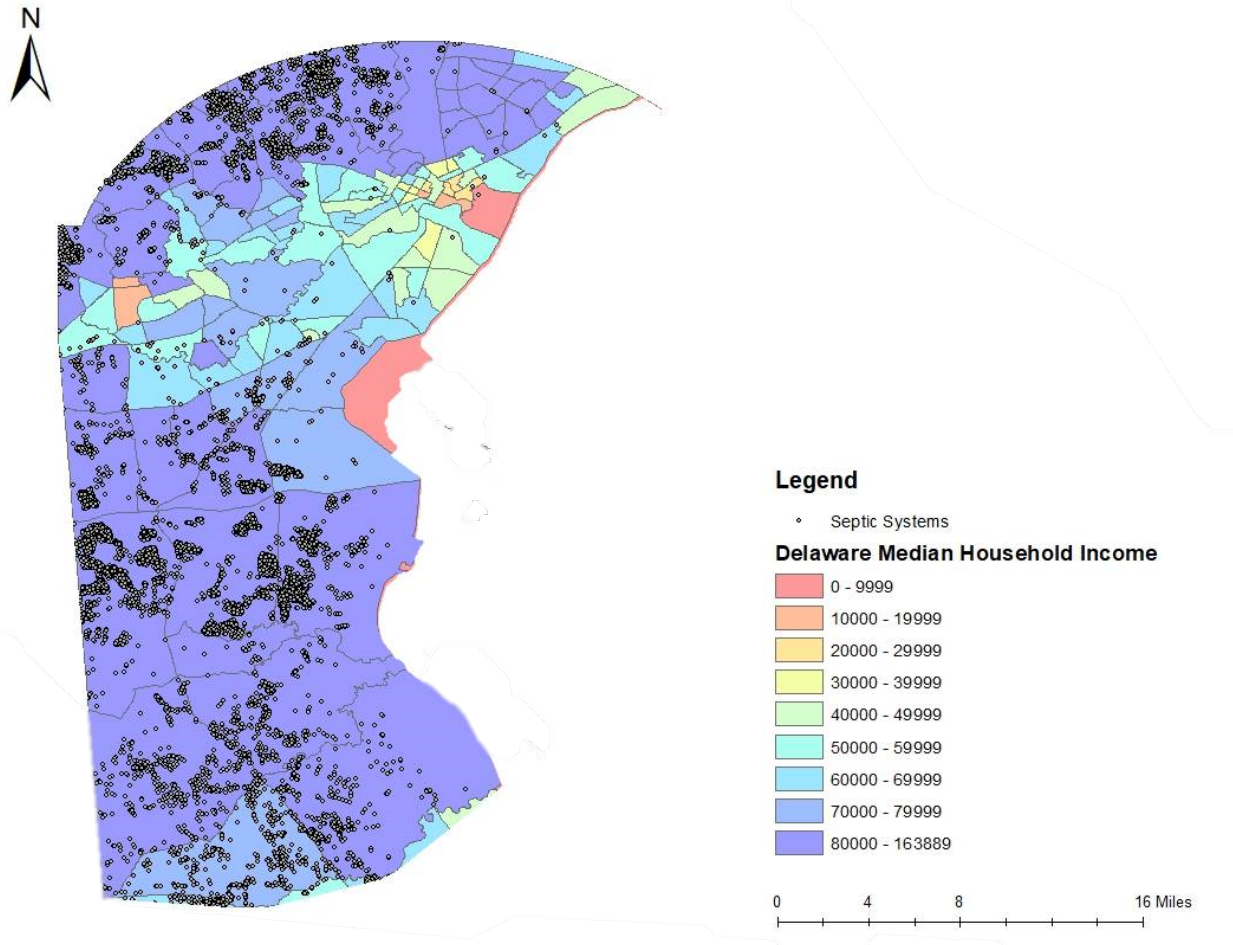 N
Legend
Septic Systems
Delaware Median Household Income
0 - 9999
10000 - 19999
20000 - 29999
30000 - 39999
40000 - 49999
50000 - 59999
60000 - 69999
70000 - 79999
80000 - 163889
0 4 8 16 Miles